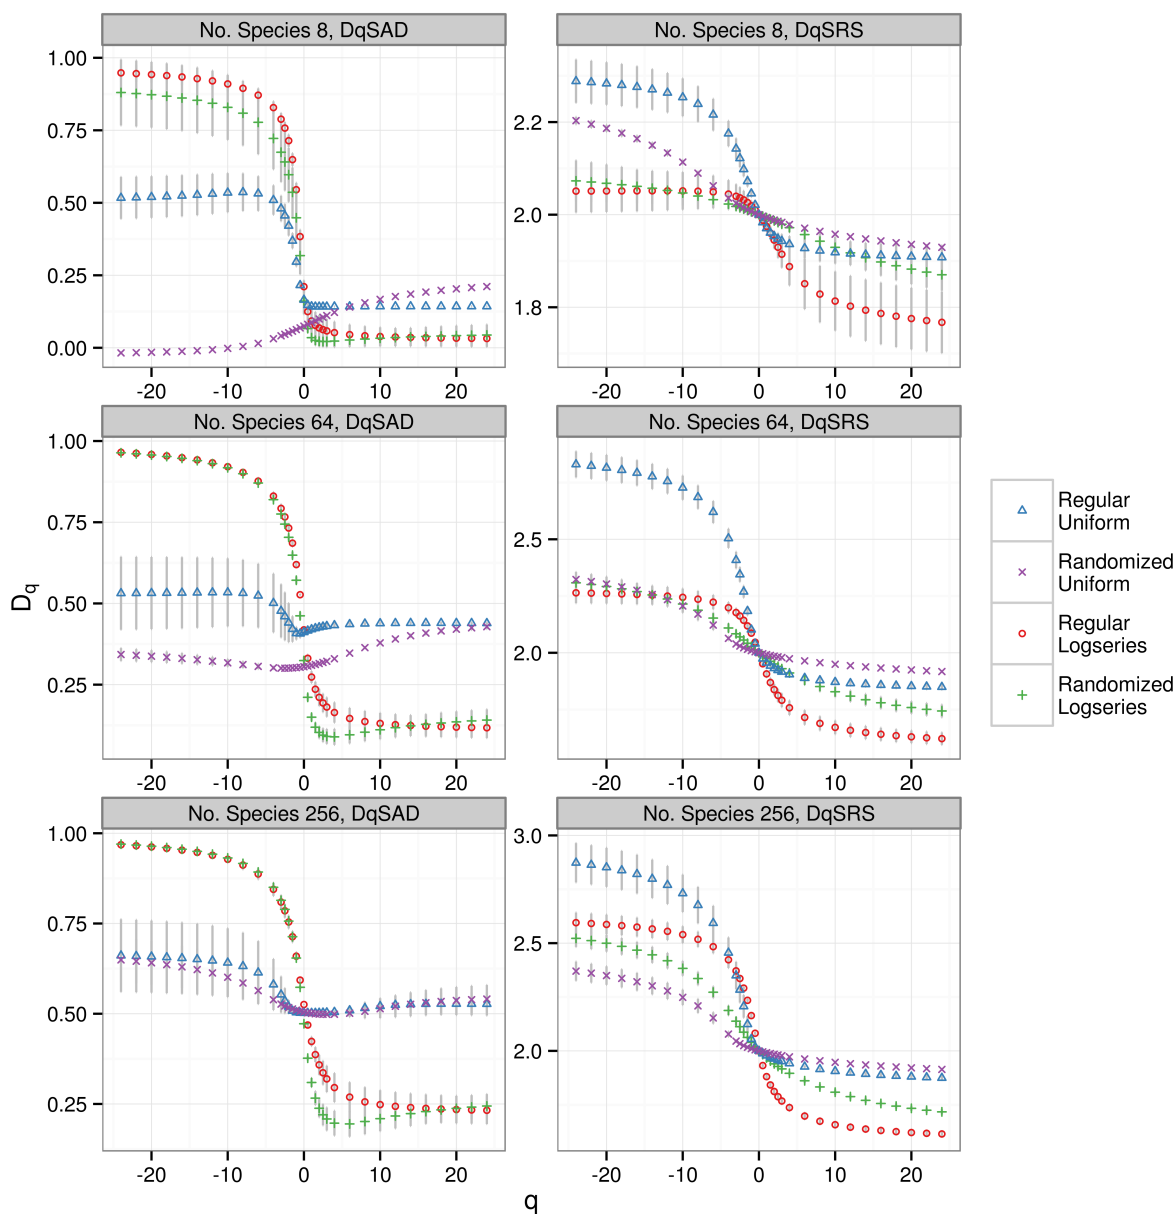 No. Species 8, DqSAD
No. Species 8, DqSRS
1.00
0.75
0.50
0.25
0.00
2.2
2.0
1.8
-20 -10 0 10 20
-20 -10 0 10 20
No. Species 64, DqSAD
No. Species 64, DqSRS
1.00
0.75
0.50
0.25
2.5
2.0
-20 -10 0 10 20
-20 -10 0 10 20
No. Species 256, DqSAD
No. Species 256, DqSRS
1.00
0.75
0.50
0.25
3.0
2.5
2.0
-20 -10 0 10 20
-20 -10 0 10 20
Dq
q
Regular
Uniform
Randomized
Uniform
Regular
Logseries
Randomized
Logseries